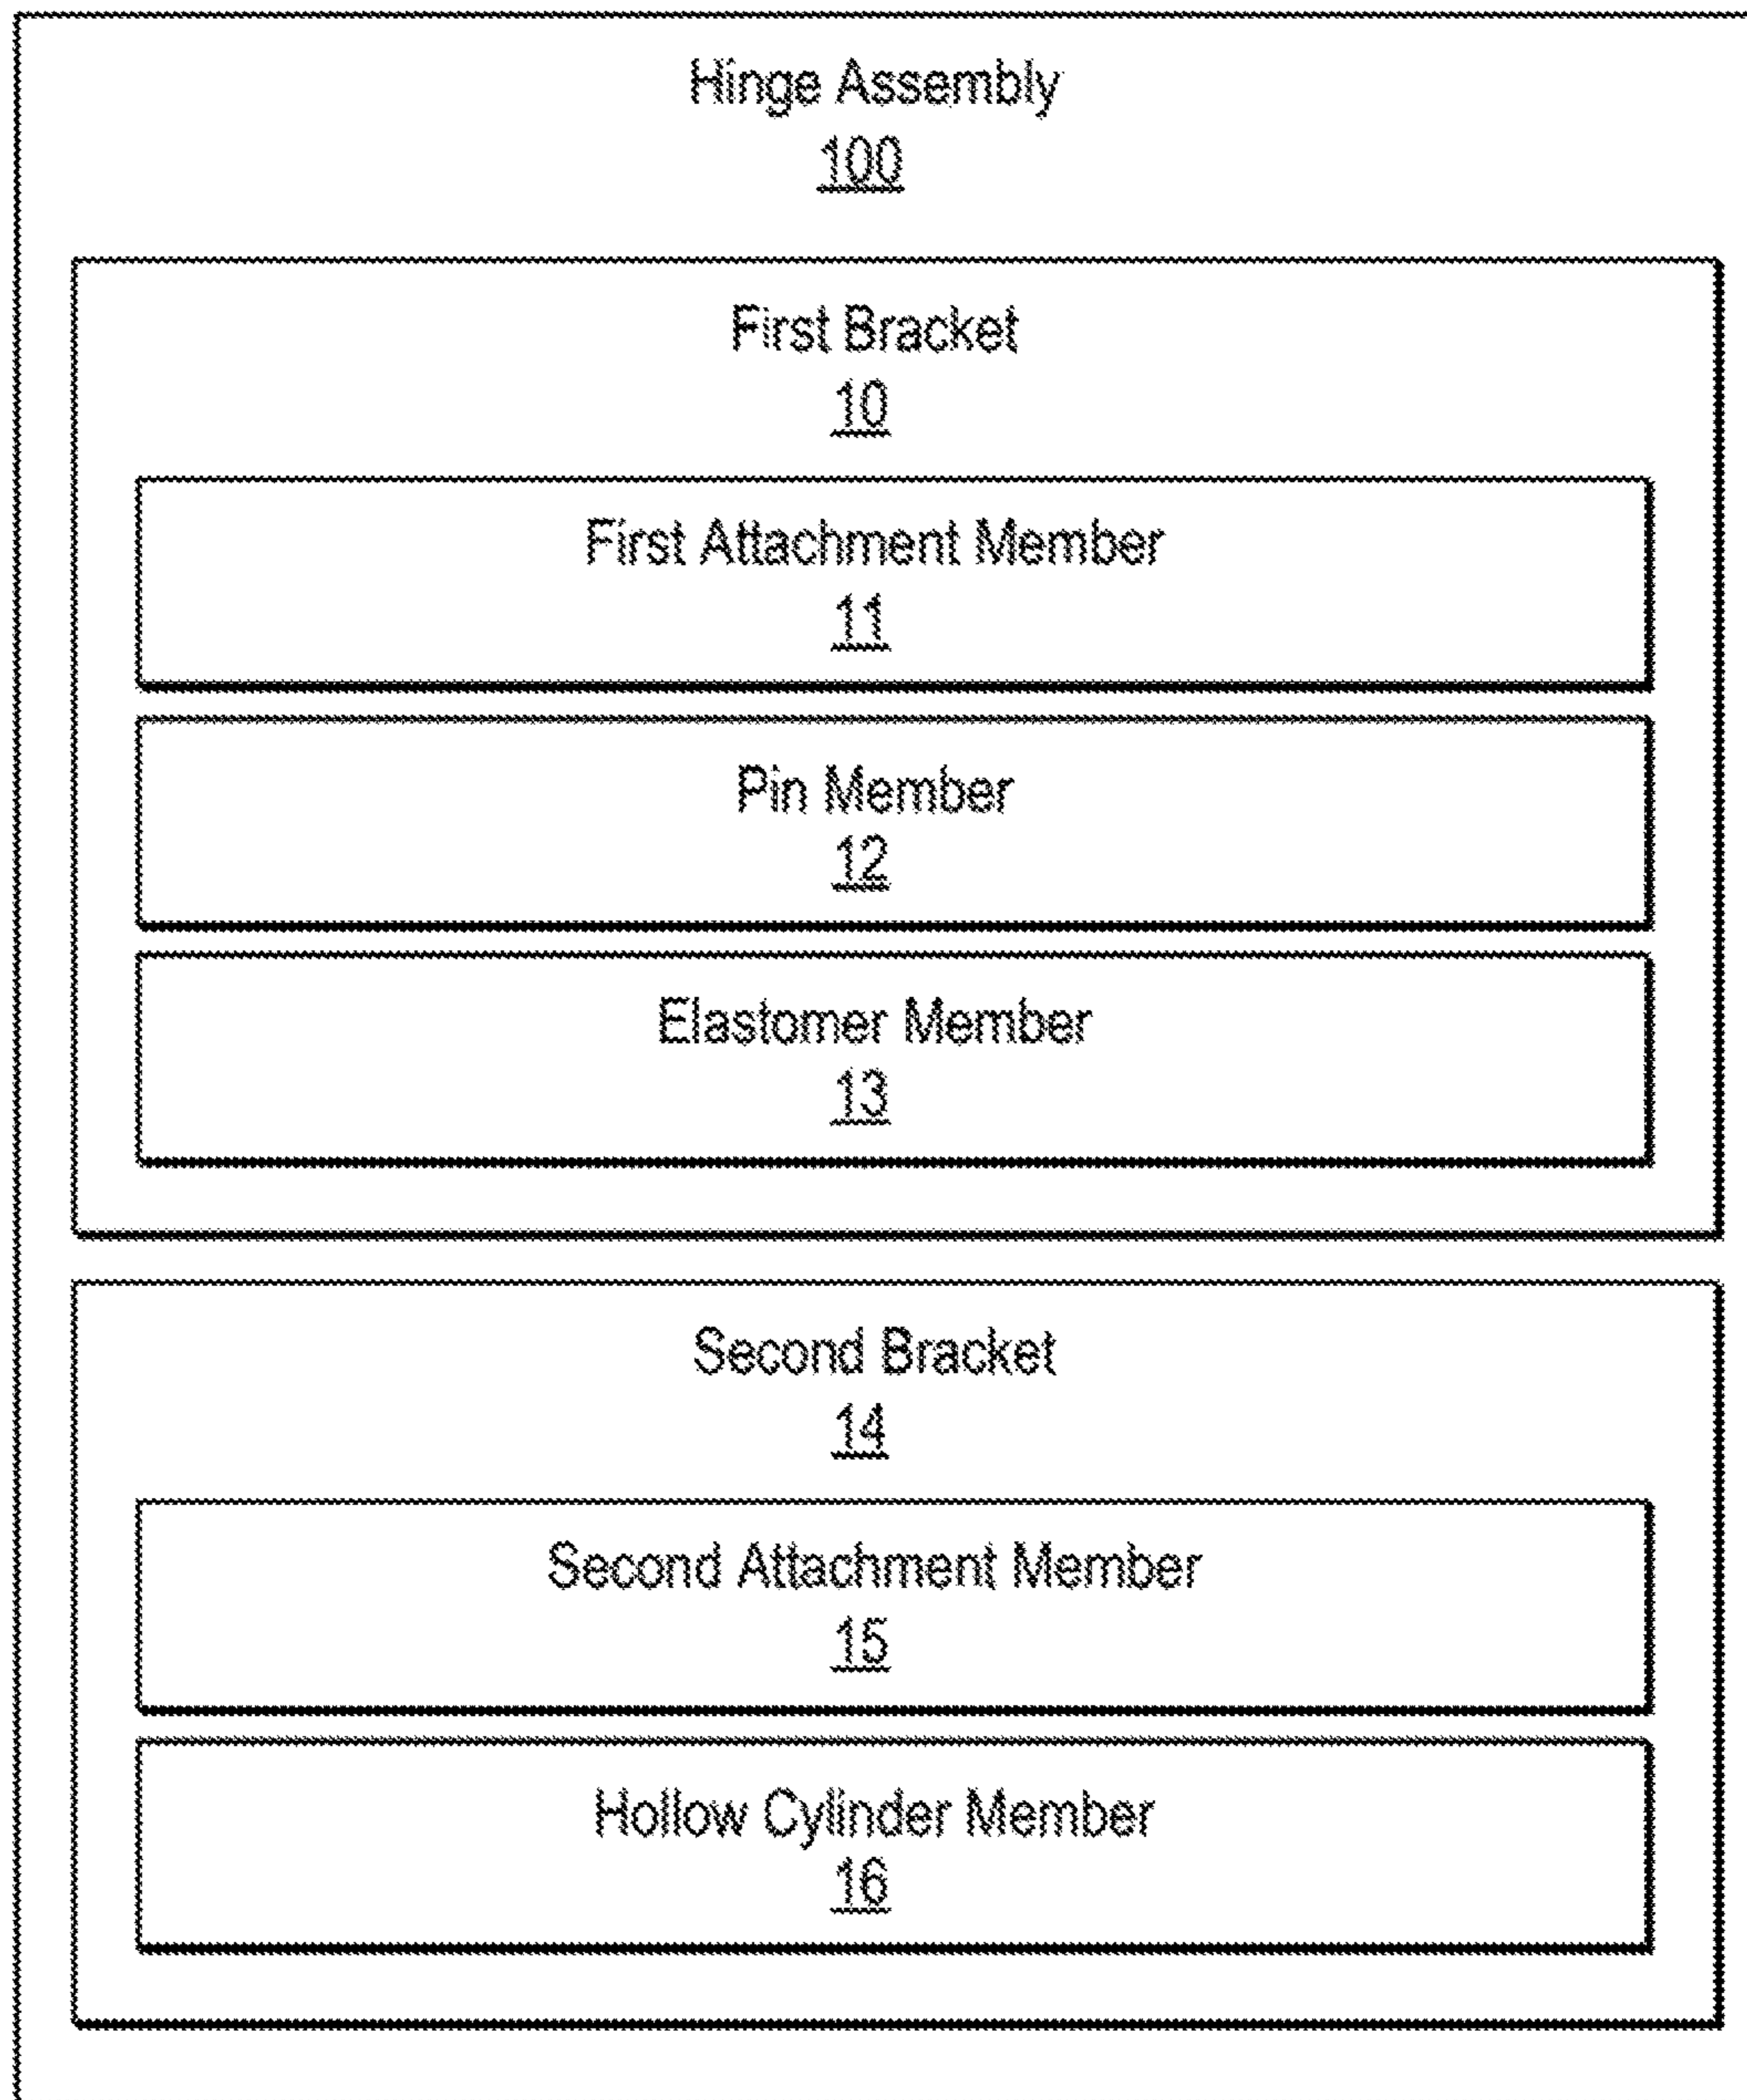 Hinge Assembly
100
First Bracket
10
First Attachment Member
11
Pin Member
12
Elastomer Member
13
Second Bracket
14
Second Attachment Member
15
Hollow Cylinder Member
16